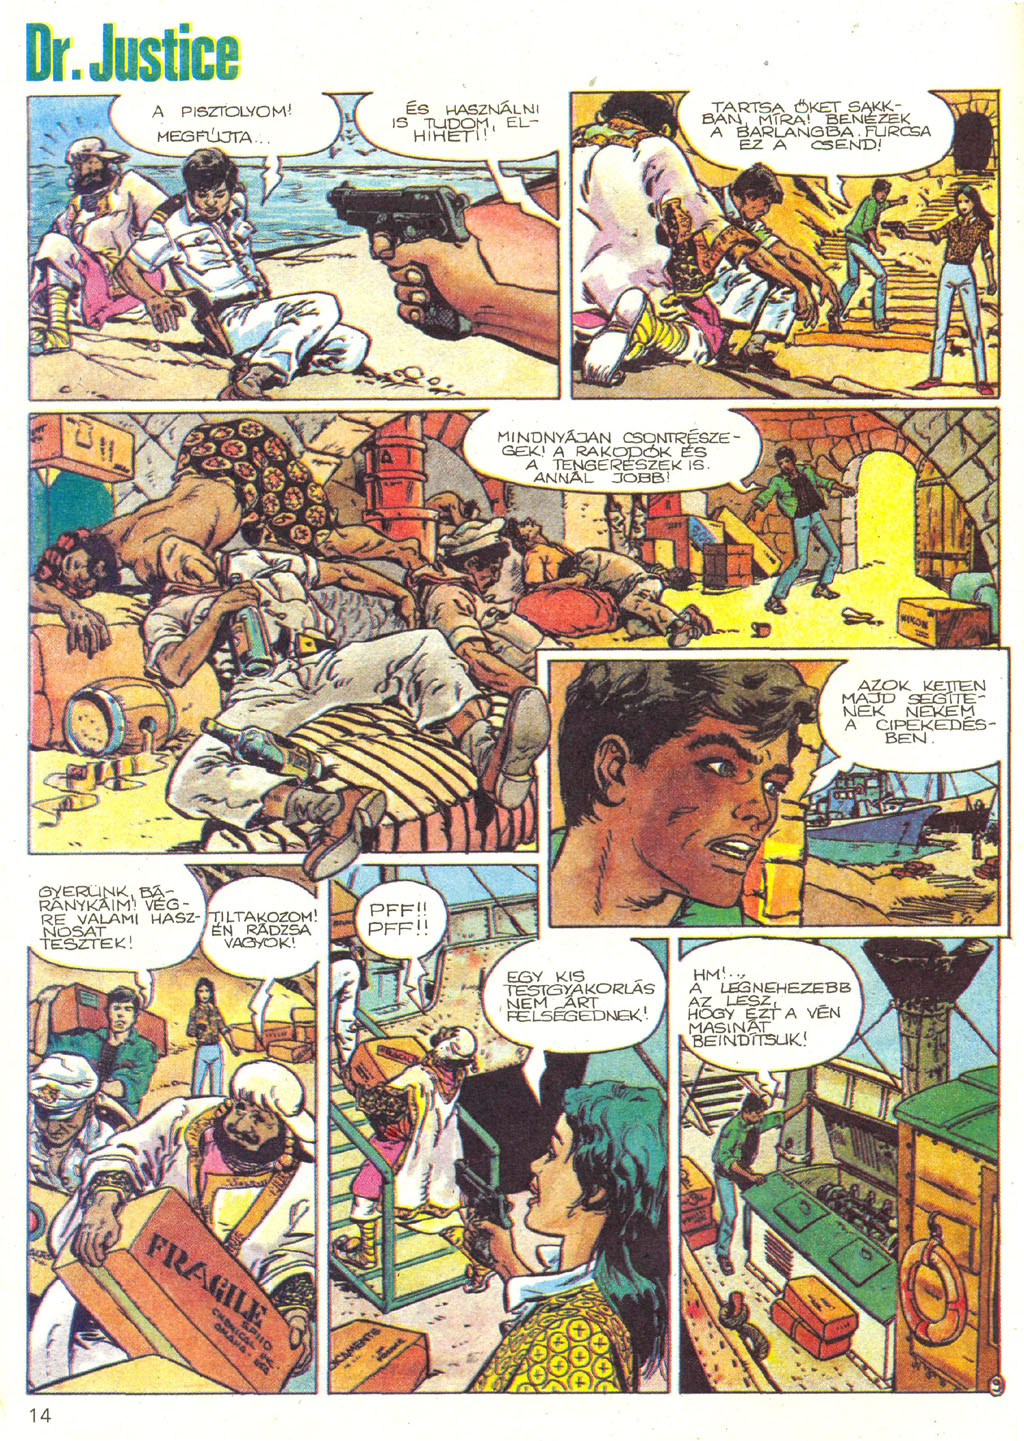 Dr. Justice
A PISZTOLYOM!
MEGFÚJTA...
ÉS HASZNÁLNI
IS TUDOM, EL-
HIHETI!
TARTSA ŐKET SAKK-
BAN, MIRA! BENÉZEK
A BARLANGBA. FURCSA
EZ A CSEND!
MINDNYÁJAN CSONTRÉSZE-
GEK! A RAKODÓK ÉS
A TENGERÉSZEK IS.
ANNÁL JOBB!
NIKON
AZOK KETTEN
MAJD SEGÍTE-
NEK NEKEM
A CIPEKEDÉS-
BEN.
GYERÜNK, BÁ-
RÁNYKÁIM! VÉG-
RE VALAMI HASZ-
NOSAT
TESZTEK!
TILTAKOZOM!
ÉN RÁDZSA
VAGYOK!
FRAGILE
PFF!!
PFF!!
EGY KIS
TESTGYAKORLÁS
NEM ÁRT
FELSÉGEDNEK!
HM!...
A LEGNEHEZEBB
AZ LESZ,
HOGY EZT A VÉN
MASINÁT
BEINDÍTSUK!
9
14